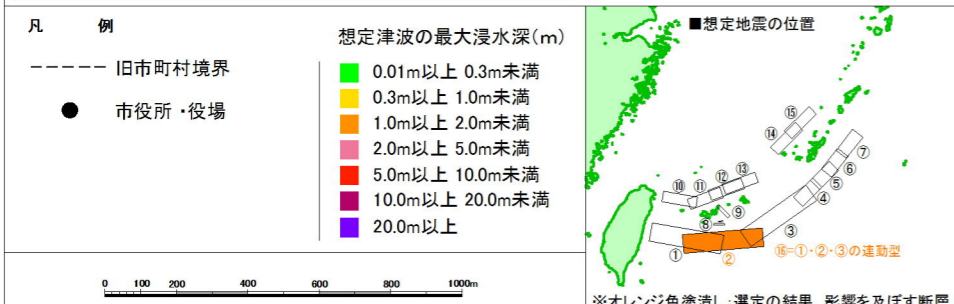 凡 例
旧市町村境界
市役所・役場
想定津波の最大浸水深(m)
0.01m以上 0.3m未満
0.3m以上 1.0m未満
1.0m以上 2.0m未満
2.0m以上 5.0m未満
5.0m以上 10.0m未満
10.0m以上 20.0m未満
20.0m以上
0 100 200 400 600 800 1000m
■想定地震の位置
⑮
⑭
⑦
⑥
⑤
④
⑬
⑫
⑪
⑩
⑨
⑧
③
①
②
⑯=①・②・③の連動型
※オレンジ色塗潰し:選定の結果、影響を及ぼす断層